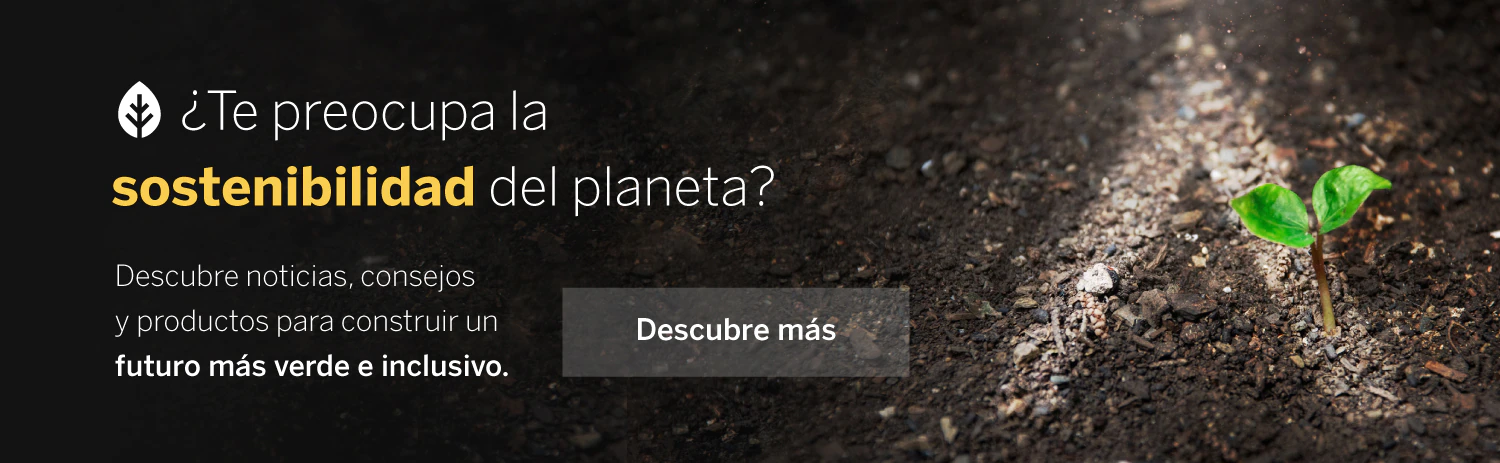 ¿Te preocupa la
sostenibilidad del planeta?
Descubre noticias, consejos
y productos para construir un
futuro más verde e inclusivo.
Descubre más